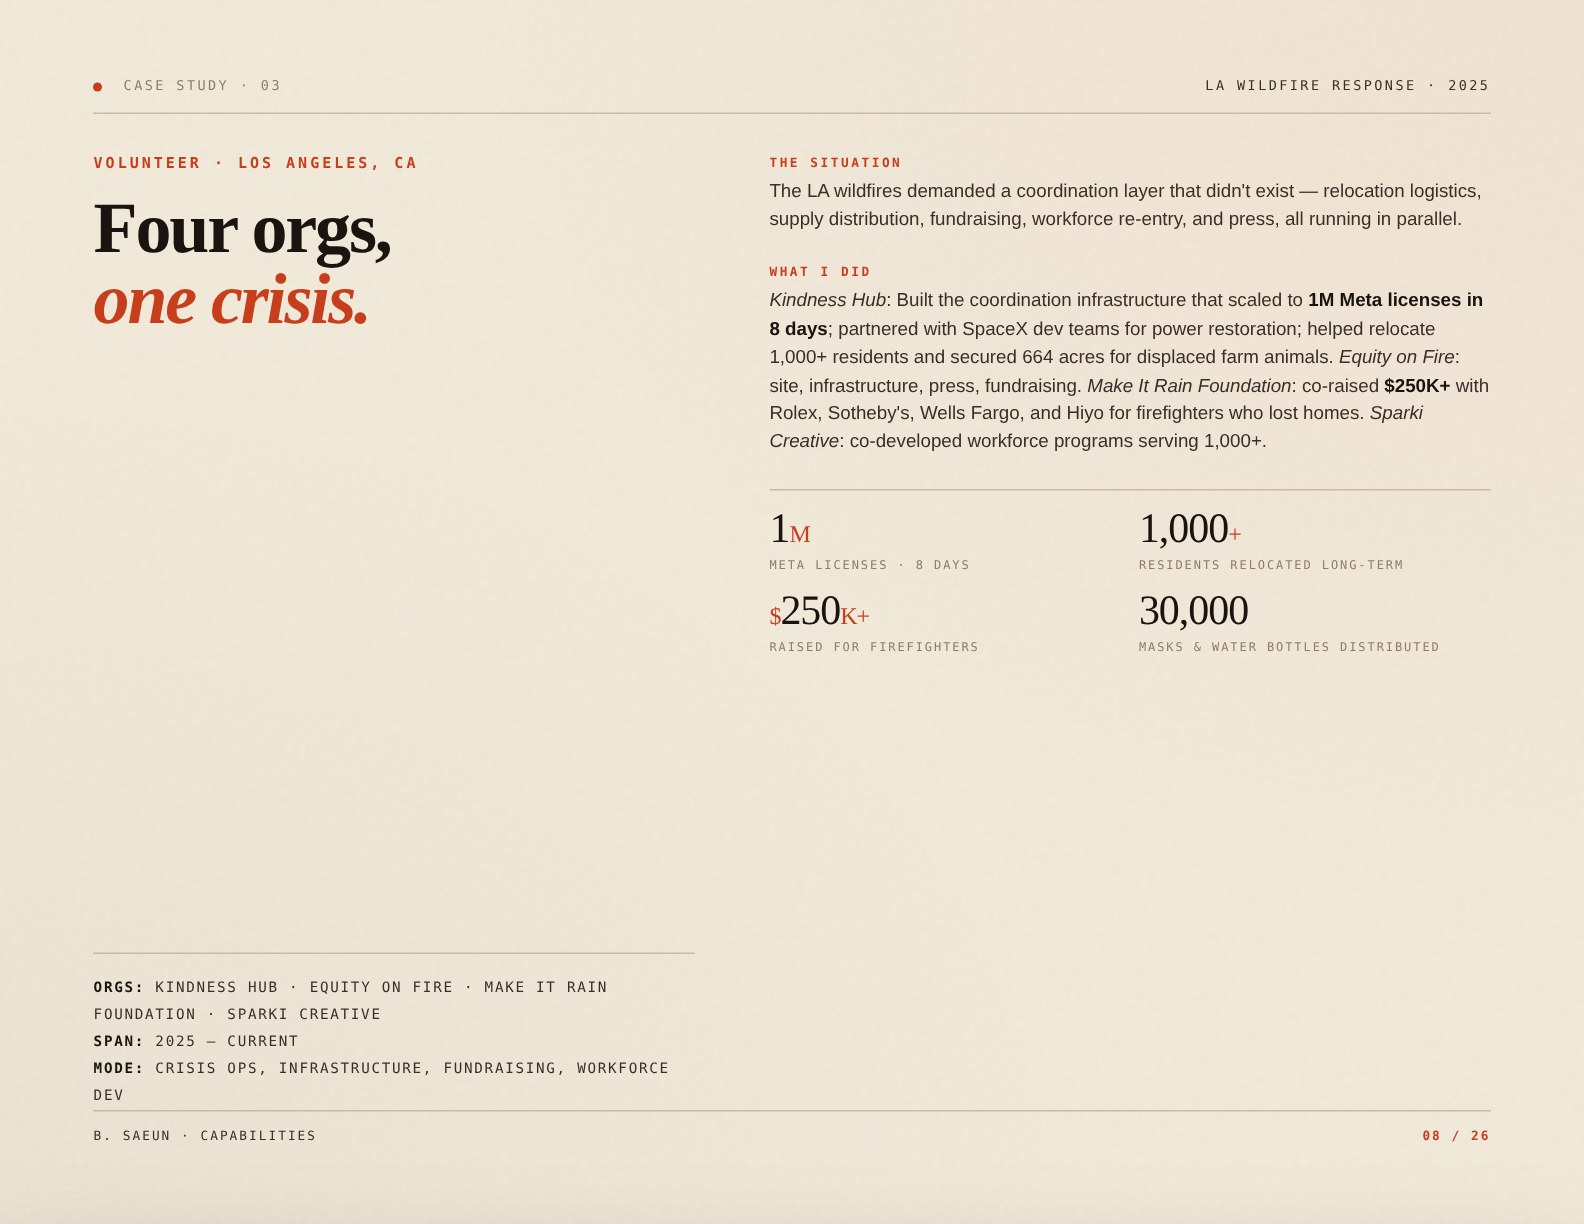 CASE STUDY · 03
LA WILDFIRE RESPONSE · 2025
VOLUNTEER · LOS ANGELES, CA
Four orgs,
one crisis.
THE SITUATION
The LA wildfires demanded a coordination layer that didn't exist — relocation logistics,
supply distribution, fundraising, workforce re-entry, and press, all running in parallel.
WHAT I DID
Kindness Hub: Built the coordination infrastructure that scaled to 1M Meta licenses in
8 days; partnered with SpaceX dev teams for power restoration; helped relocate
1,000+ residents and secured 664 acres for displaced farm animals. Equity on Fire:
site, infrastructure, press, fundraising. Make It Rain Foundation: co-raised $250K+ with
Rolex, Sotheby's, Wells Fargo, and Hiyo for firefighters who lost homes. Sparki
Creative: co-developed workforce programs serving 1,000+.
1M
META LICENSES · 8 DAYS
1,000+
RESIDENTS RELOCATED LONG-TERM
$250K+
RAISED FOR FIREFIGHTERS
30,000
MASKS & WATER BOTTLES DISTRIBUTED
ORGS: KINDNESS HUB · EQUITY ON FIRE · MAKE IT RAIN
FOUNDATION · SPARKI CREATIVE
SPAN: 2025 — CURRENT
MODE: CRISIS OPS, INFRASTRUCTURE, FUNDRAISING, WORKFORCE
DEV
B. SAEUN · CAPABILITIES
08 / 26